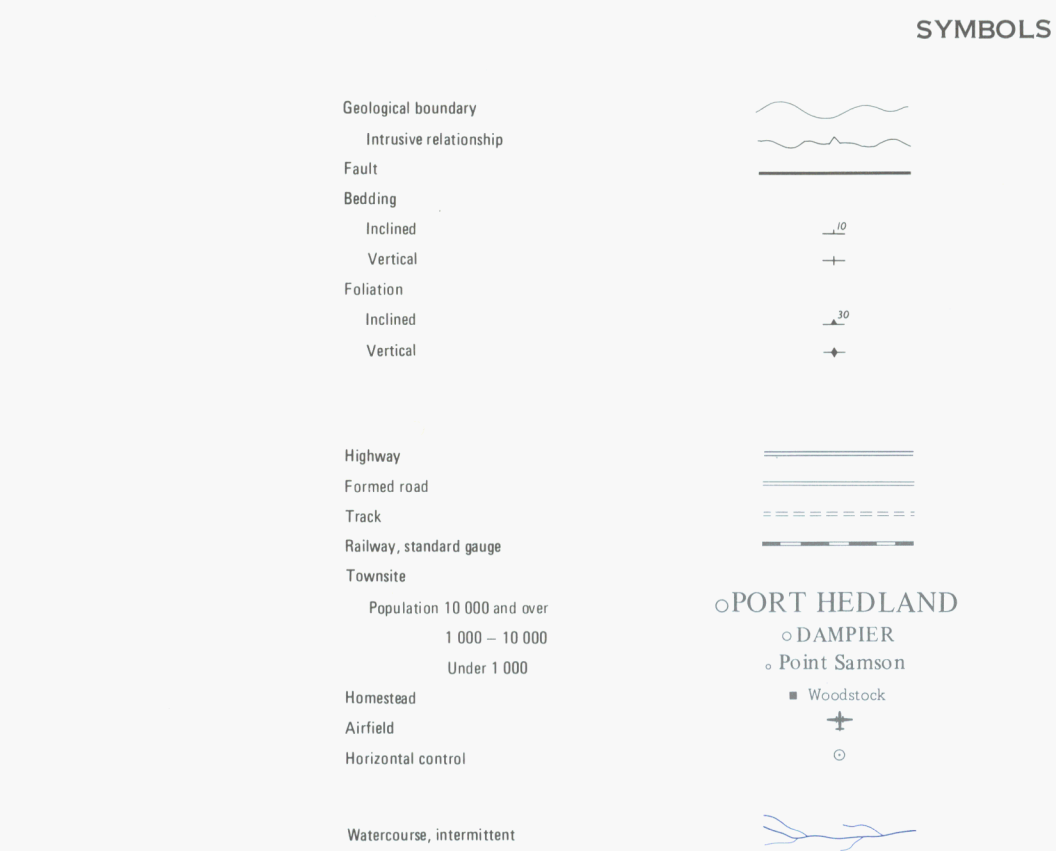 SYMBOLS
Geological boundary
Intrusive relationship
Fault
Bedding
Inclined 10
Vertical
Foliation
Inclined 30
Vertical
Highway
Formed road
Track
Railway, standard gauge
Townsite
Population 10 000 and over PORT HEDLAND
1 000 – 10 000 DAMPIER
Under 1 000 Point Samson
Homestead Woodstock
Airfield
Horizontal control
Watercourse, intermittent